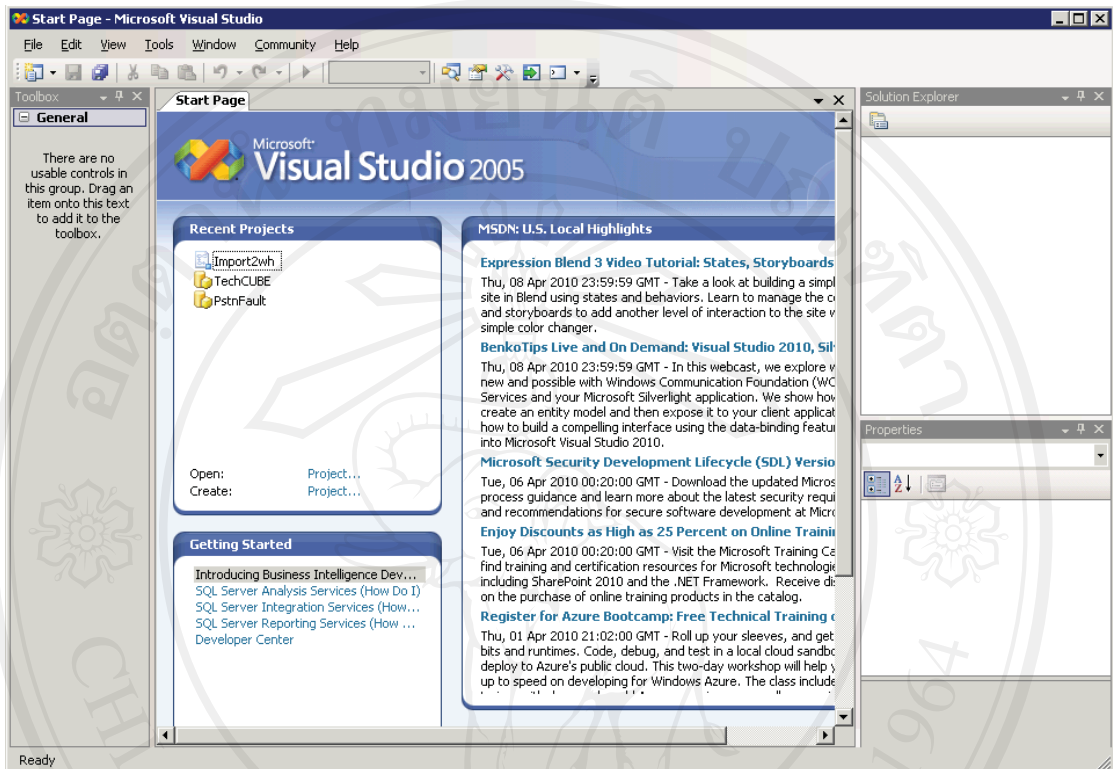 Start Page - Microsoft Visual Studio
File Edit View Tools Window Community Help
Toolbox
General
There are no
usable controls in
this group. Drag an
item onto this text
to add it to the
toolbox.
Start Page
Microsoft
Visual Studio 2005
Recent Projects
Import2wh
TechCUBE
PstnFault
Open: Project...
Create: Project...
Getting Started
Introducing Business Intelligence Dev...
SQL Server Analysis Services (How Do I)
SQL Server Integration Services (How...
SQL Server Reporting Services (How ...
Developer Center
MSDN: U.S. Local Highlights
Expression Blend 3 Video Tutorial: States, Storyboards
Thu, 08 Apr 2010 23:59:59 GMT - Take a look at building a simpl
site in Blend using states and behaviors. Learn to manage the co
and storyboards to add another level of interaction to the site w
simple color changer.
BenkoTips Live and On Demand: Visual Studio 2010, Sil
Thu, 08 Apr 2010 23:59:59 GMT - In this webcast, we explore w
new and possible with Windows Communication Foundation (WC
Services and your Microsoft Silverlight application. We show how
create an entity model and then expose it to your client applicat
how to build a compelling interface using the data-binding featur
into Microsoft Visual Studio 2010.
Microsoft Security Development Lifecycle (SDL) Versio
Tue, 06 Apr 2010 00:20:00 GMT - Download the updated Micros
process guidance and learn more about the latest security requi
and recommendations for secure software development at Micro
Enjoy Discounts as High as 25 Percent on Online Trainin
Tue, 06 Apr 2010 00:20:00 GMT - Visit the Microsoft Training Ca
find training and certification resources for Microsoft technologie
including SharePoint 2010 and the .NET Framework. Receive dis
on the purchase of online training products in the catalog.
Register for Azure Bootcamp: Free Technical Training o
Thu, 01 Apr 2010 21:02:00 GMT - Roll up your sleeves, and get
bits and runtimes. Code, debug, and test in a local cloud sandbo
deploy to Azure's public cloud. This two-day workshop will help y
up to speed on developing for Windows Azure. The class include
Solution Explorer
Properties
Ready
1964